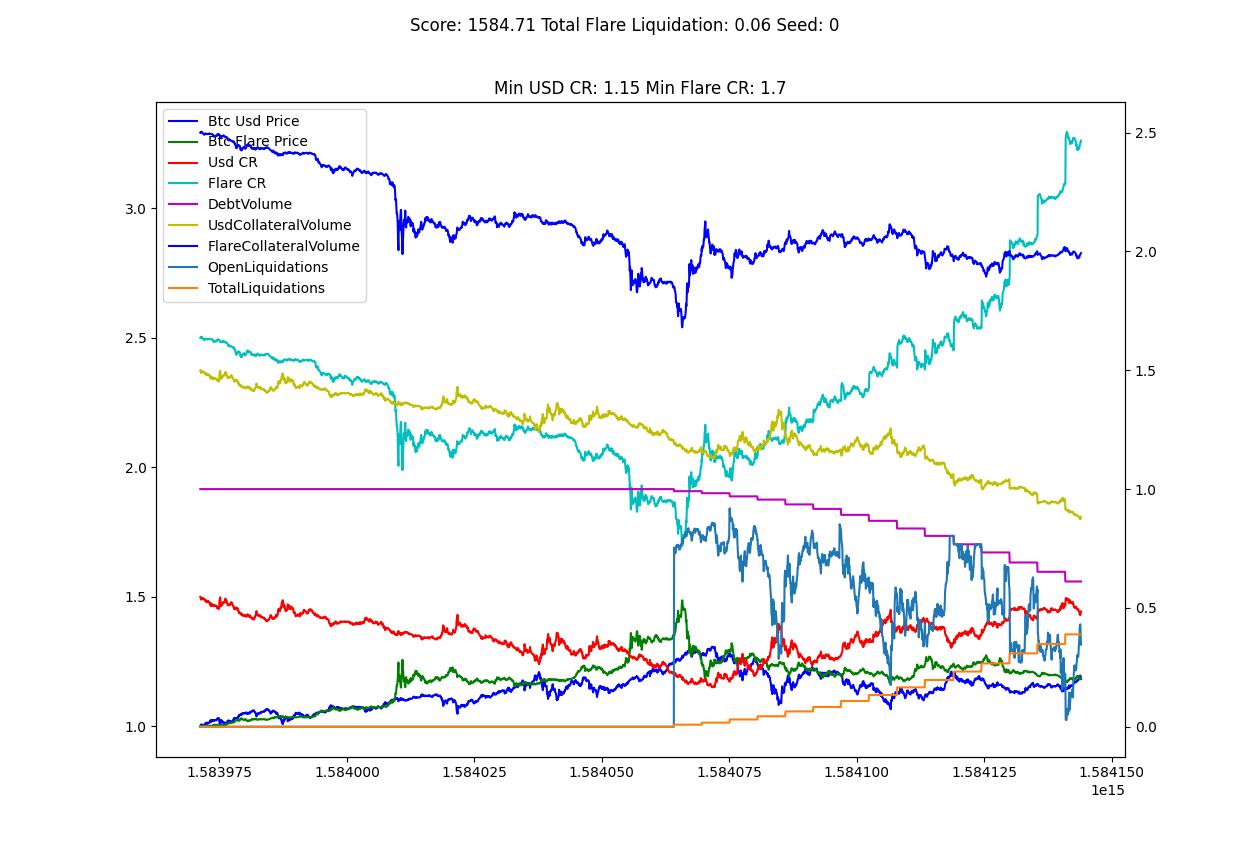 Score: 1584.71 Total Flare Liquidation: 0.06 Seed: 0
Min USD CR: 1.15 Min Flare CR: 1.7
Btc Usd Price
Btc Flare Price
Usd CR
Flare CR
DebtVolume
UsdCollateralVolume
FlareCollateralVolume
OpenLiquidations
TotalLiquidations
3.0
2.5
2.0
1.5
1.0
2.5
2.0
1.5
1.0
0.5
0.0
1.583975 1.584000 1.584025 1.584050 1.584075 1.584100 1.584125 1.584150
1e15